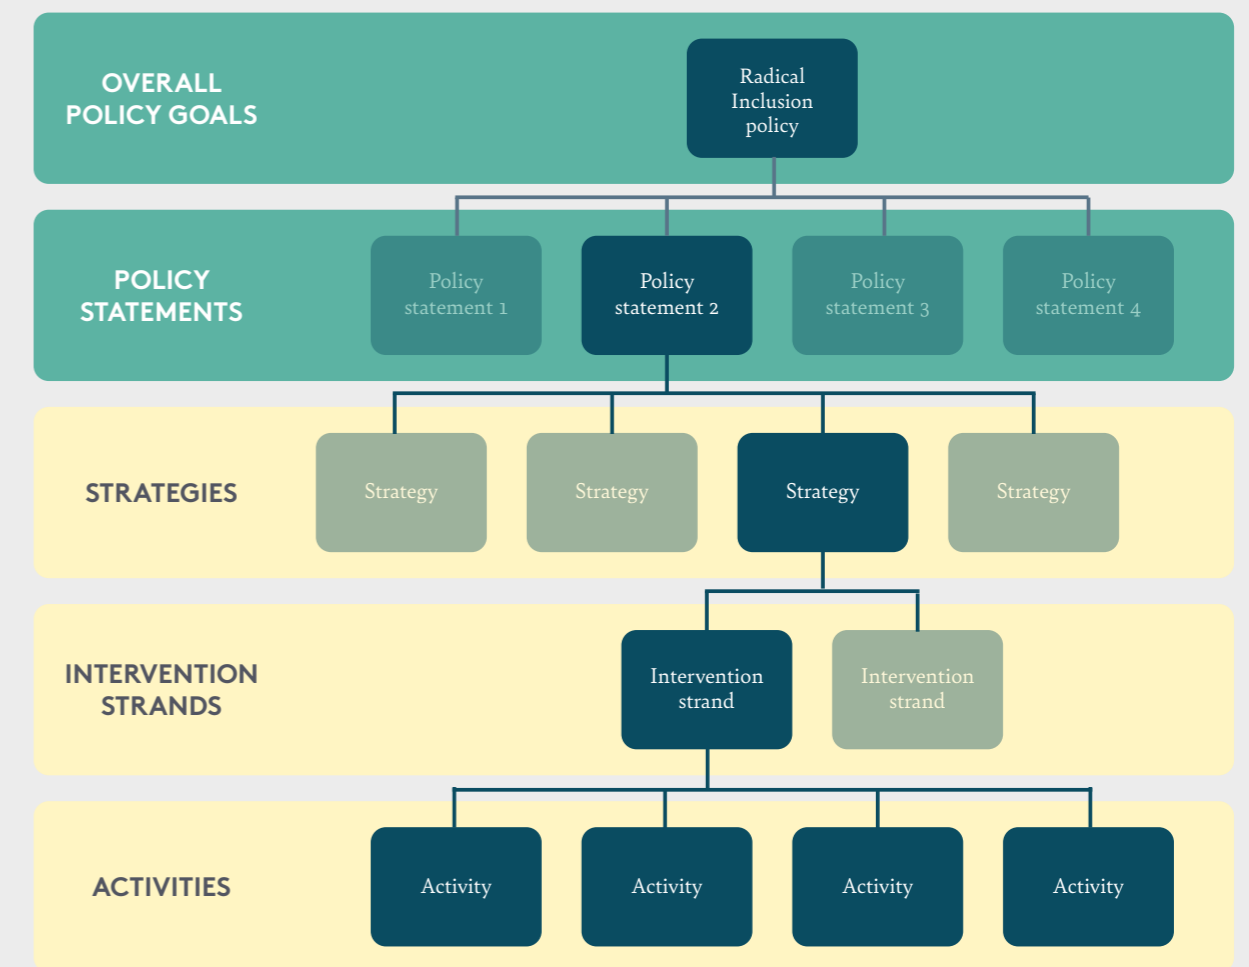 OVERALL
POLICY GOALS
Radical
Inclusion
policy
POLICY
STATEMENTS
Policy
statement 1
Policy
statement 2
Policy
statement 3
Policy
statement 4
STRATEGIES
Strategy
Strategy
Strategy
Strategy
INTERVENTION
STRANDS
Intervention
strand
Intervention
strand
ACTIVITIES
Activity
Activity
Activity
Activity